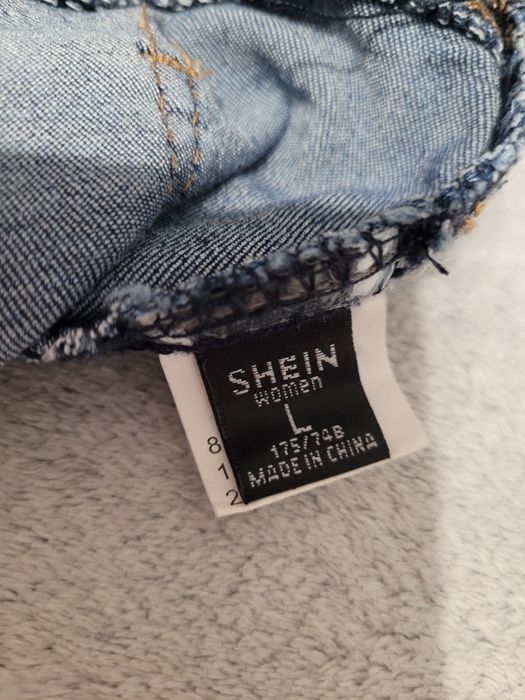 SHEIN
women
L
175/74B
MADE IN CHINA
8
1
2